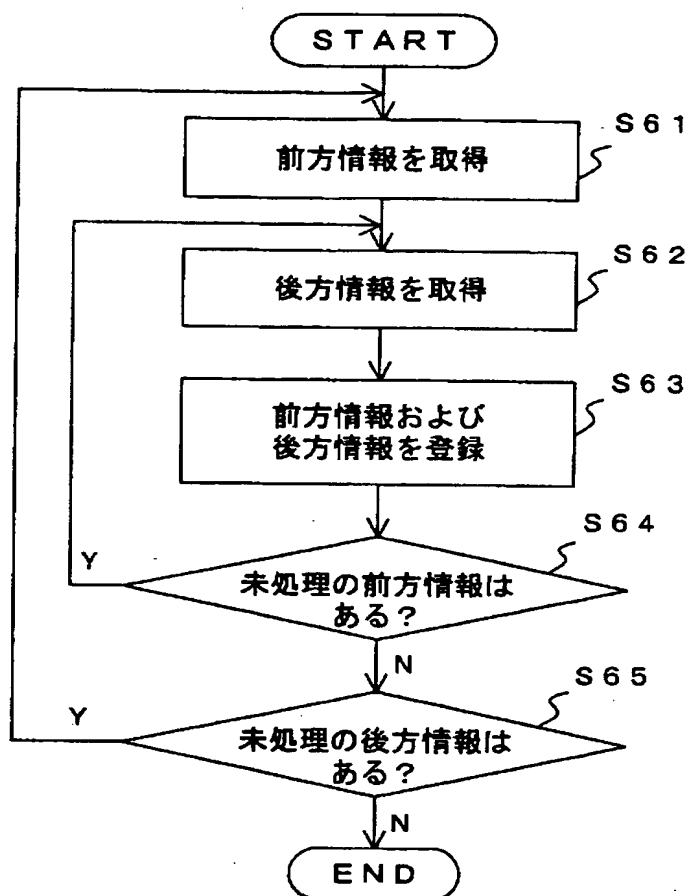 START
S61
前方情報を取得
S62
後方情報を取得
S63
前方情報および
後方情報を登録
S64
Y
未処理の前方情報は
ある?
N
S65
Y
未処理の後方情報は
ある?
N
END